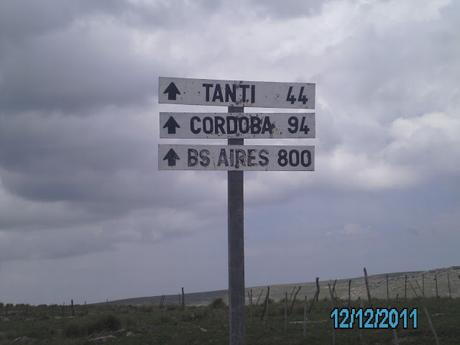 TANTI 44
CORDOBA 94
BS AIRES 800
12/12/2011